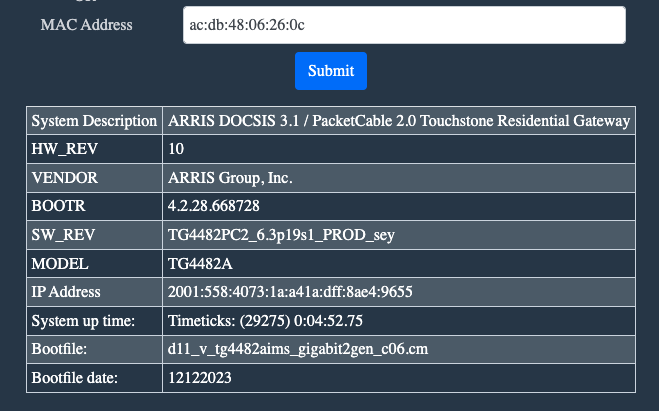 MAC Address ac:db:48:06:26:0c
Submit
System Description ARRIS DOCSIS 3.1 / PacketCable 2.0 Touchstone Residential Gateway
HW_REV 10
VENDOR ARRIS Group, Inc.
BOOTR 4.2.28.668728
SW_REV TG4482PC2_6.3p19s1_PROD_sey
MODEL TG4482A
IP Address 2001:558:4073:1a:a41a:dff:8ae4:9655
System up time: Timeticks: (29275) 0:04:52.75
Bootfile: d11_v_tg4482aims_gigabit2gen_c06.cm
Bootfile date: 12122023